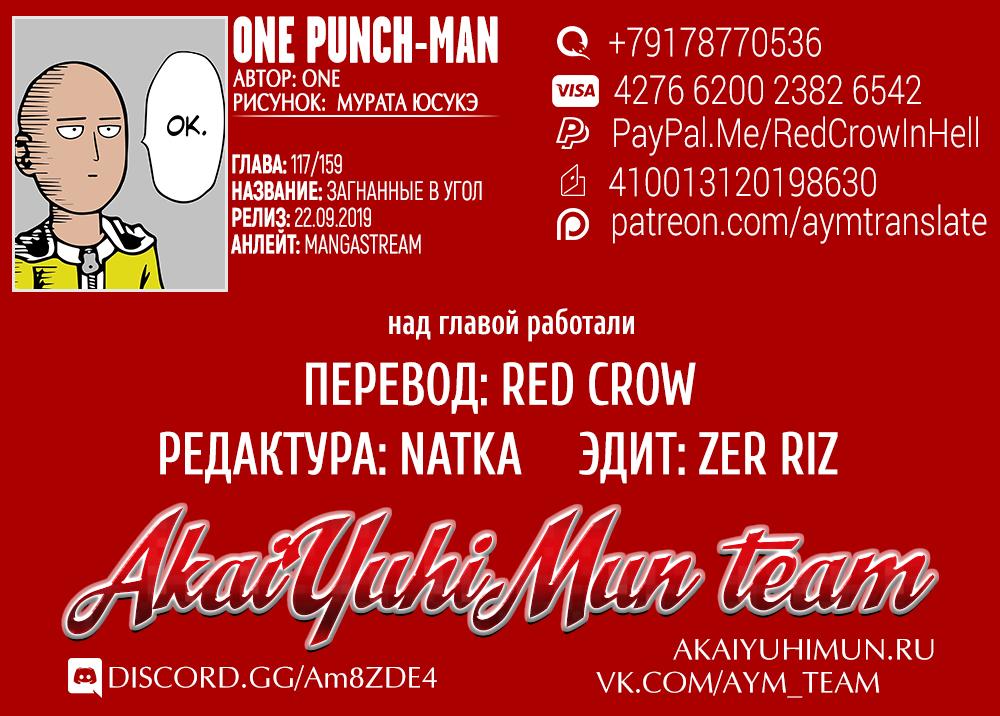 OK.
ONE PUNCH-MAN
АВТОР: ONE
РИСУНОК: МУРАТА ЮСУКЭ
ГЛАВА: 117/159
НАЗВАНИЕ: ЗАГНАННЫЕ В УГОЛ
РЕЛИЗ: 22.09.2019
АНЛЕЙТ: MANGASTREAM
+79178770536
VISA 4276 6200 2382 6542
PayPal.Me/RedCrowInHell
410013120198630
patreon.com/aymtranslate
над главой работали
ПЕРЕВОД: RED CROW
РЕДАКТУРА: NATKA ЭДИТ: ZER RIZ
AkaiYuhiMun team
DISCORD.GG/Am8ZDE4
AKAIYUHIMUN.RU
VK.COM/AYM_TEAM